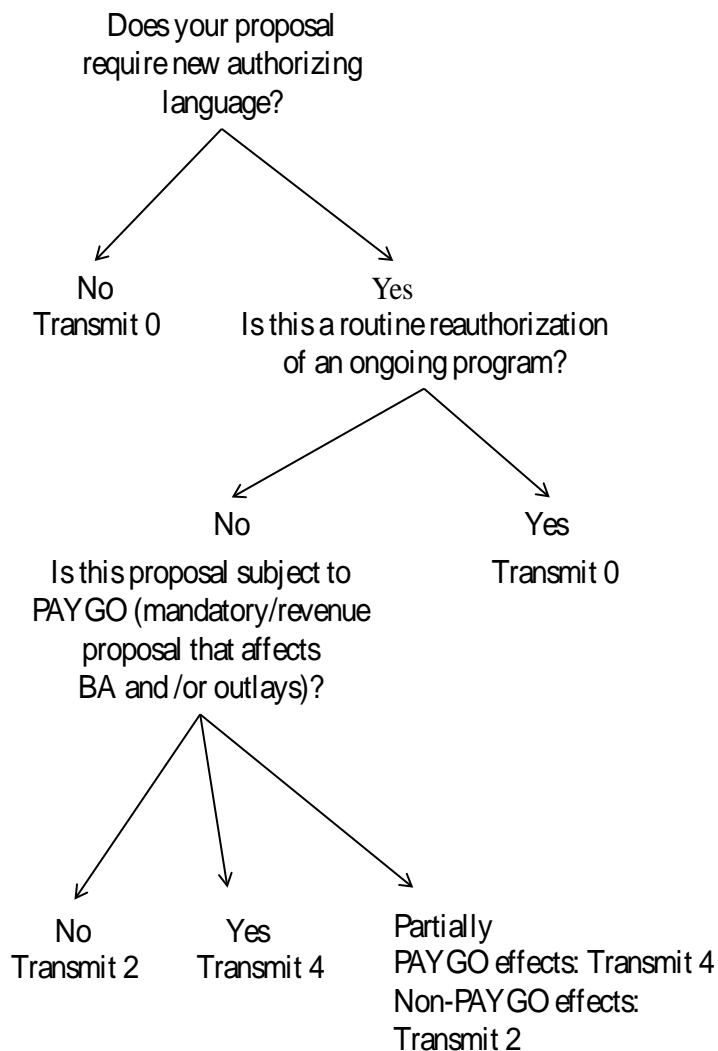 Does your proposal
require new authorizing
language?
No
Transmit 0
Yes
Is this a routine reauthorization
of an ongoing program?
No
Is this proposal subject to
PAYGO (mandatory/revenue
proposal that affects
BA and /or outlays)?
Yes
Transmit 0
No
Transmit 2
Yes
Transmit 4
Partially
PAYGO effects: Transmit 4
Non-PAYGO effects:
Transmit 2